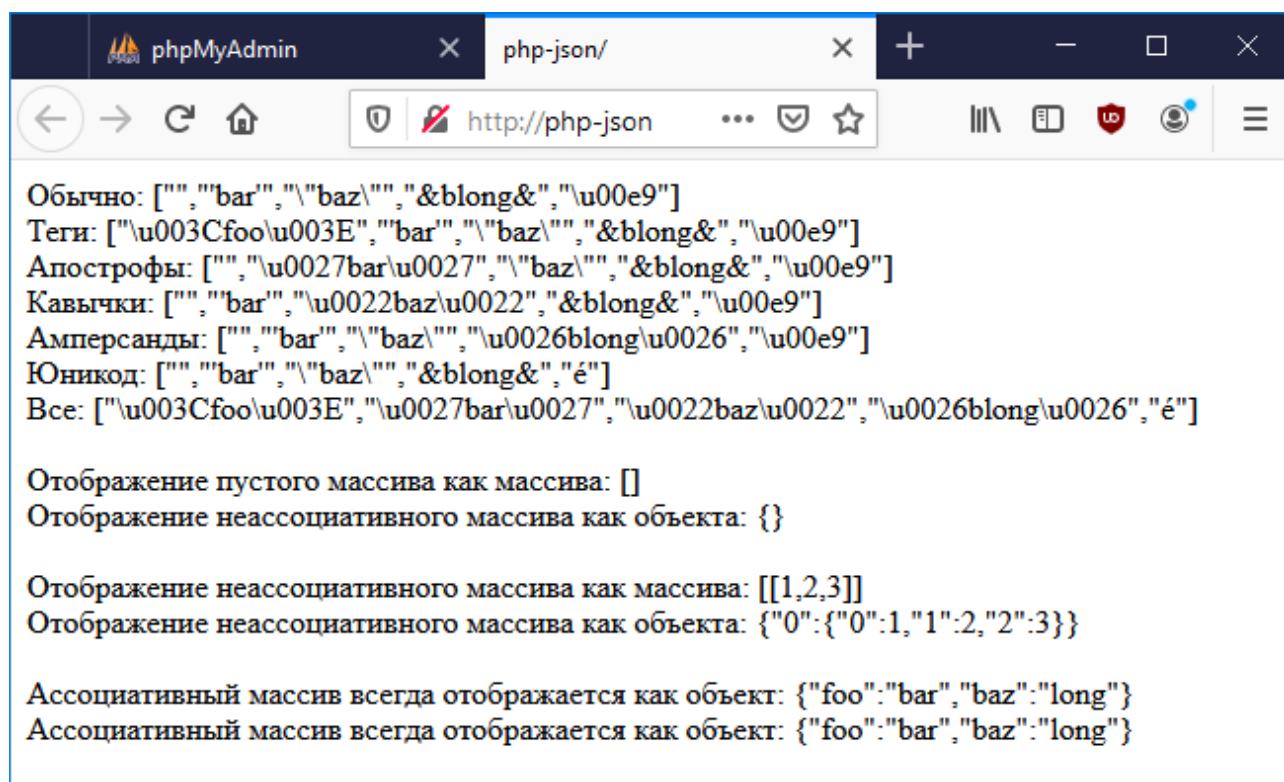 phpMyAdmin
php-json/
http://php-json
Обычно: ["","'bar'","\"baz\"","&blong&","\u00e9"]
Теги: ["\u003Cfoo\u003E","'bar'","\"baz\"","&blong&","\u00e9"]
Апострофы: ["","\u0027bar\u0027","\"baz\"","&blong&","\u00e9"]
Кавычки: ["","'bar'","\u0022baz\u0022","&blong&","\u00e9"]
Амперсанды: ["","'bar'","\"baz\"","\u0026blong\u0026","\u00e9"]
Юникод: ["","'bar'","\"baz\"","&blong&","é"]
Все: ["\u003Cfoo\u003E","\u0027bar\u0027","\u0022baz\u0022","\u0026blong\u0026","é"]
Отображение пустого массива как массива: []
Отображение неассоциативного массива как объекта: {}
Отображение неассоциативного массива как массива: [[1,2,3]]
Отображение неассоциативного массива как объекта: {"0":{"0":1,"1":2,"2":3}}
Ассоциативный массив всегда отображается как объект: {"foo":"bar","baz":"long"}
Ассоциативный массив всегда отображается как объект: {"foo":"bar","baz":"long"}